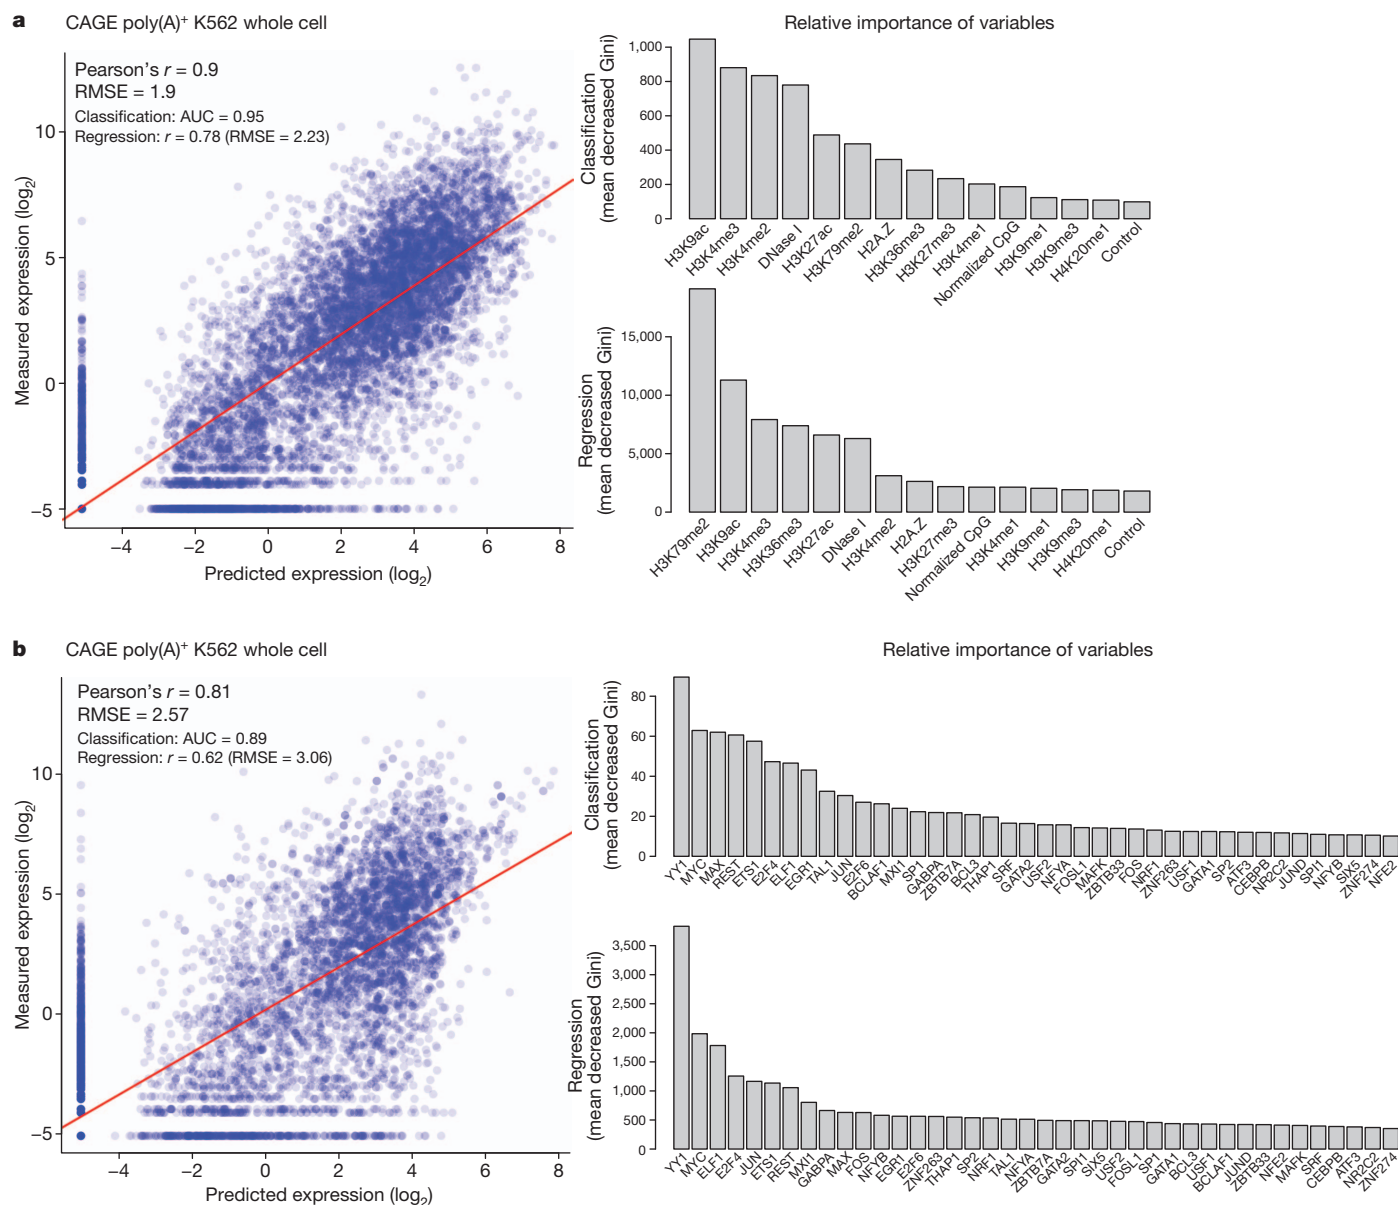 a
CAGE poly(A)+ K562 whole cell
Pearson's r = 0.9
RMSE = 1.9
Classification: AUC = 0.95
Regression: r = 0.78 (RMSE = 2.23)
Measured expression (log2)
10
5
0
–5
–4
–2
0
2
4
6
8
Predicted expression (log2)
Relative importance of variables
Classification
(mean decreased Gini)
1,000
800
600
400
200
0
H3K9ac
H3K4me3
H3K4me2
DNase I
H3K27ac
H3K79me2
H2A.Z
H3K36me3
H3K27me3
H3K4me1
Normalized CpG
H3K9me1
H3K9me3
H4K20me1
Control
Regression
(mean decreased Gini)
15,000
10,000
5,000
0
H3K79me2
H3K9ac
H3K4me3
H3K36me3
H3K27ac
DNase I
H3K4me2
H2A.Z
H3K27me3
Normalized CpG
H3K4me1
H3K9me1
H3K9me3
H4K20me1
Control
b
CAGE poly(A)+ K562 whole cell
Pearson's r = 0.81
RMSE = 2.57
Classification: AUC = 0.89
Regression: r = 0.62 (RMSE = 3.06)
Measured expression (log2)
10
5
0
–5
–4
–2
0
2
4
6
8
Predicted expression (log2)
Relative importance of variables
Classification
(mean decreased Gini)
80
60
40
20
0
YY1
MYC
MAX
REST
ETS1
E2F4
ELF1
EGR1
TAL1
JUN
E2F6
BCLAF1
MXI1
SP1
GABPA
ZBTB7A
BCL3
THAP1
SRF
GATA2
USF2
NFYA
FOSL1
MAFK
ZBTB33
FOS
NRF1
ZNF263
USF1
GATA1
SP2
ATF3
CEBPB
NR2C2
JUND
SPI1
NFYB
SIX5
ZNF274
NFE2
Regression
(mean decreased Gini)
3,500
3,000
2,500
2,000
1,500
1,000
500
0
YY1
MYC
ELF1
E2F4
JUN
ETS1
REST
MXI1
GABPA
MAX
FOS
NFYB
EGR1
E2F6
ZNF263
THAP1
SP2
NRF1
TAL1
NFYA
ZBTB7A
GATA2
SPI1
SIX5
USF2
FOSL1
SP1
GATA1
BCL3
USF1
BCLAF1
JUND
ZBTB33
NFE2
MAFK
SRF
CEBPB
ATF3
NR2C2
ZNF274